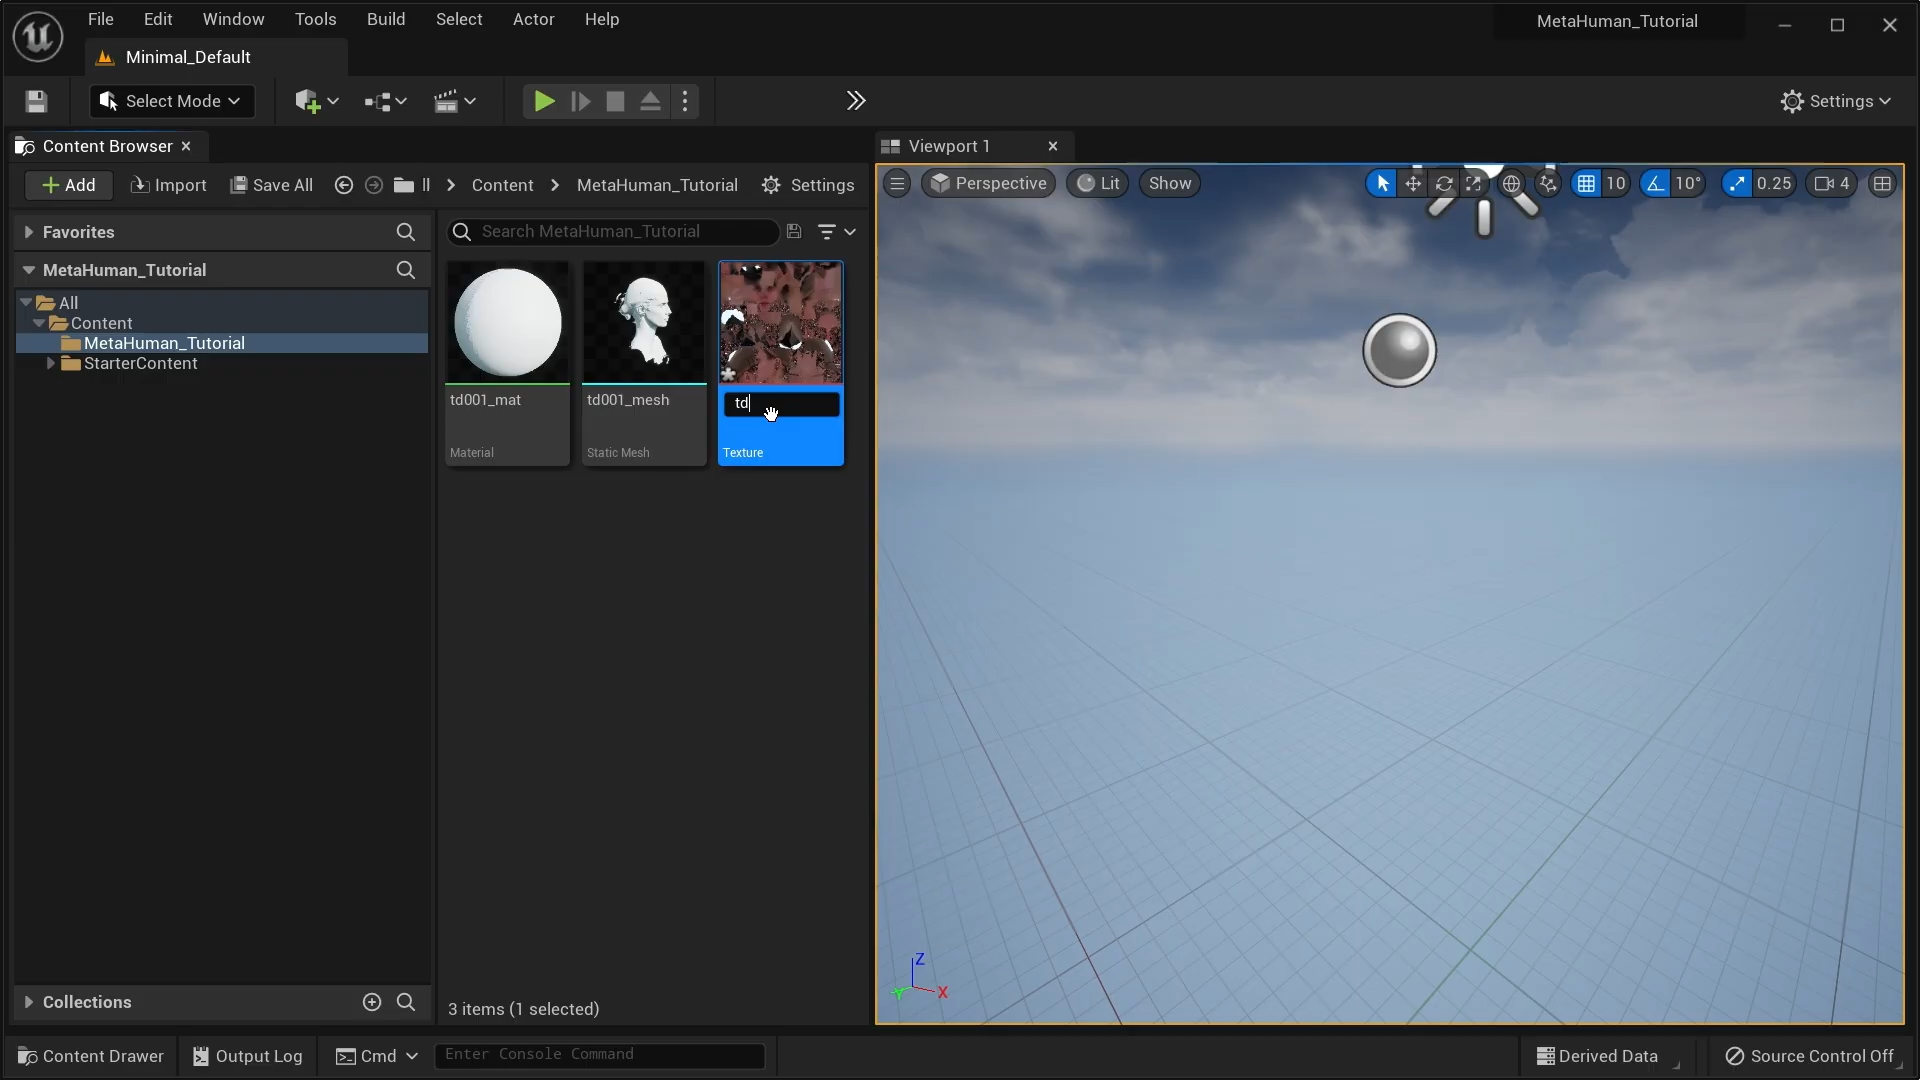 File Edit Window Tools Build Select Actor Help MetaHuman_Tutorial
Minimal_Default
Select Mode Settings
Content Browser Viewport 1
Add Import Save All ll Content MetaHuman_Tutorial Settings
Perspective Lit Show 10 10° 0.25 4
Favorites Search MetaHuman_Tutorial
MetaHuman_Tutorial
All
Content
MetaHuman_Tutorial
StarterContent
td001_mat td001_mesh td
Material Static Mesh Texture
Z
Y X
Collections 3 items (1 selected)
Content Drawer Output Log Cmd Enter Console Command Derived Data Source Control Off